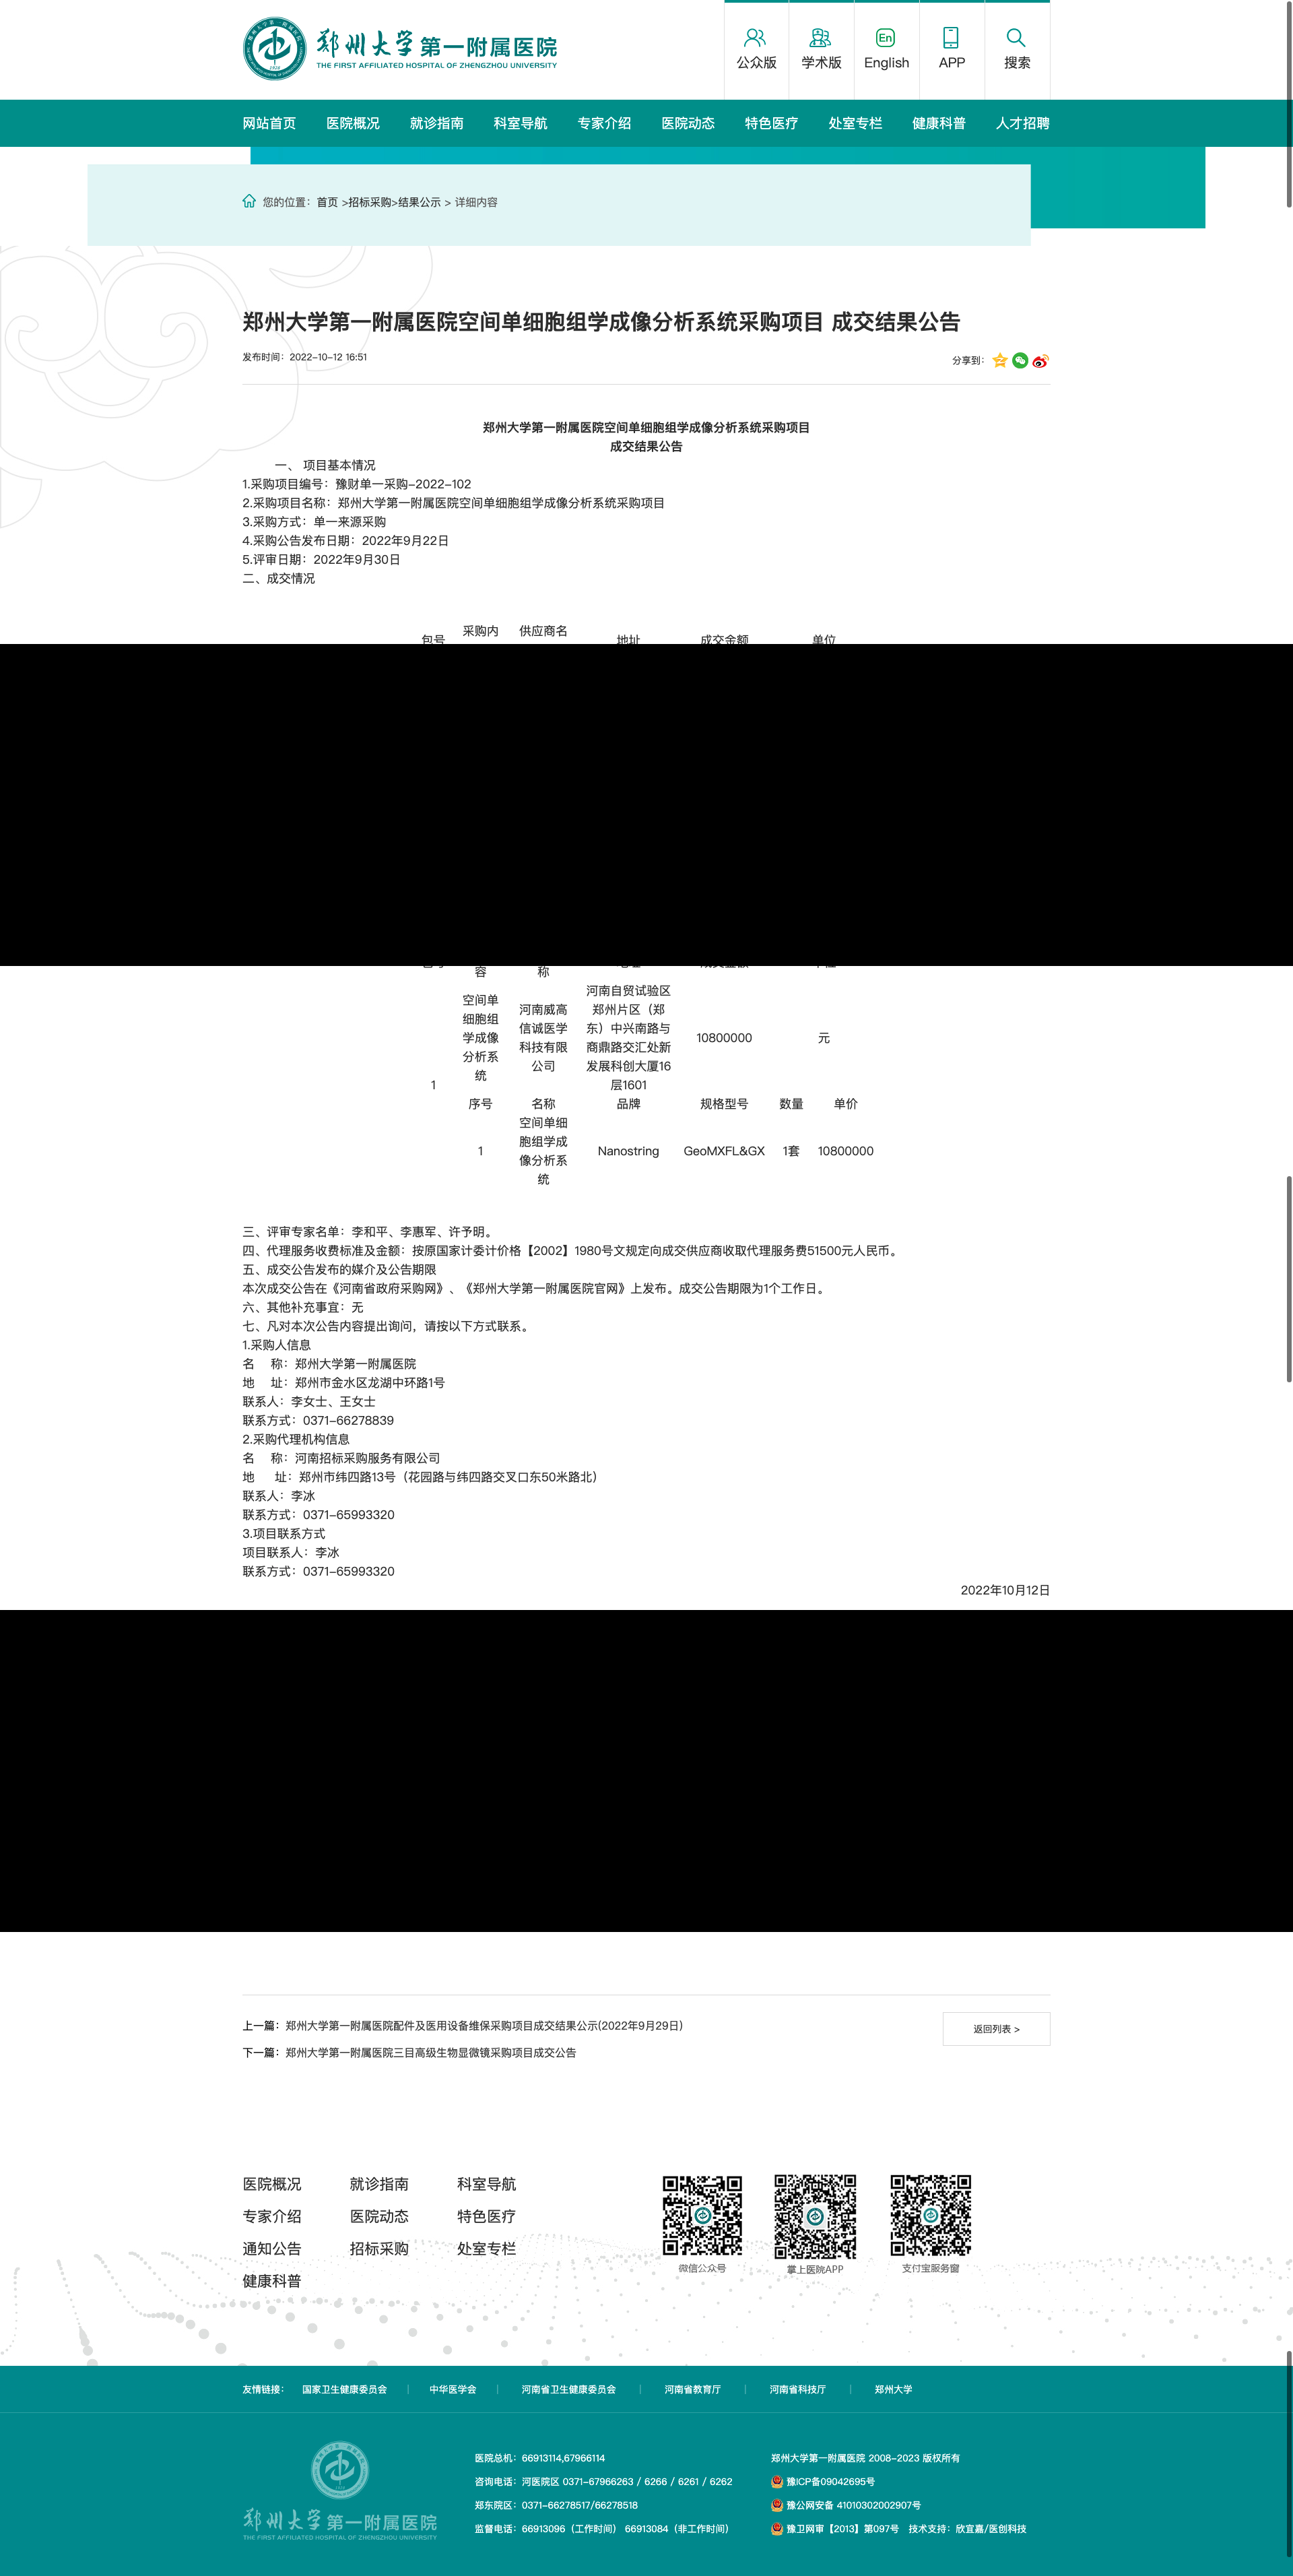 郑州大学第一附属医院
THE FIRST AFFILIATED HOSPITAL OF ZHENGZHOU UNIVERSITY
公众版 学术版 English APP 搜索
网站首页 医院概况 就诊指南 科室导航 专家介绍 医院动态 特色医疗 处室专栏 健康科普 人才招聘
您的位置：首页 >招标采购>结果公示 > 详细内容
郑州大学第一附属医院空间单细胞组学成像分析系统采购项目 成交结果公告
发布时间：2022-10-12 16:51
分享到：
郑州大学第一附属医院空间单细胞组学成像分析系统采购项目
成交结果公告
一、 项目基本情况
1.采购项目编号：豫财单一采购-2022-102
2.采购项目名称：郑州大学第一附属医院空间单细胞组学成像分析系统采购项目
3.采购方式：单一来源采购
4.采购公告发布日期：2022年9月22日
5.评审日期：2022年9月30日
二、成交情况
采购内 供应商名
包号 地址 成交金额 单位
容 称
空间单
细胞组
学成像
分析系
统
河南威高
信诚医学
科技有限
公司
河南自贸试验区
郑州片区（郑
东）中兴南路与
商鼎路交汇处新
发展科创大厦16
层1601
10800000 元
1
序号 名称 品牌 规格型号 数量 单价
1
空间单细
胞组学成
像分析系
统
Nanostring GeoMXFL&GX 1套 10800000
三、评审专家名单：李和平、李惠军、许予明。
四、代理服务收费标准及金额：按原国家计委计价格【2002】1980号文规定向成交供应商收取代理服务费51500元人民币。
五、成交公告发布的媒介及公告期限
本次成交公告在《河南省政府采购网》、《郑州大学第一附属医院官网》上发布。成交公告期限为1个工作日。
六、其他补充事宜：无
七、凡对本次公告内容提出询问，请按以下方式联系。
1.采购人信息
名 称：郑州大学第一附属医院
地 址：郑州市金水区龙湖中环路1号
联系人：李女士、王女士
联系方式：0371-66278839
2.采购代理机构信息
名 称：河南招标采购服务有限公司
地 址：郑州市纬四路13号（花园路与纬四路交叉口东50米路北）
联系人：李冰
联系方式：0371-65993320
3.项目联系方式
项目联系人：李冰
联系方式：0371-65993320
2022年10月12日
上一篇：郑州大学第一附属医院配件及医用设备维保采购项目成交结果公示(2022年9月29日)
返回列表 >
下一篇：郑州大学第一附属医院三目高级生物显微镜采购项目成交公告
医院概况 就诊指南 科室导航
专家介绍 医院动态 特色医疗
通知公告 招标采购 处室专栏
健康科普
微信公众号 掌上医院APP 支付宝服务窗
友情链接： 国家卫生健康委员会 | 中华医学会 | 河南省卫生健康委员会 | 河南省教育厅 | 河南省科技厅 | 郑州大学
郑州大学第一附属医院
THE FIRST AFFILIATED HOSPITAL OF ZHENGZHOU UNIVERSITY
医院总机：66913114,67966114
咨询电话：河医院区 0371-67966263 / 6266 / 6261 / 6262
郑东院区：0371-66278517/66278518
监督电话：66913096（工作时间） 66913084（非工作时间）
郑州大学第一附属医院 2008-2023 版权所有
豫ICP备09042695号
豫公网安备 41010302002907号
豫卫网审【2013】第097号 技术支持：欣宜嘉/医创科技